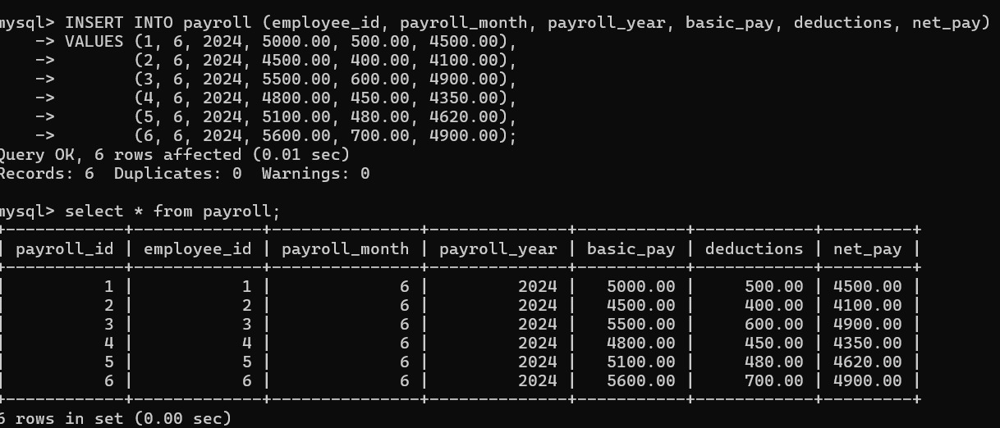 mysql> INSERT INTO payroll (employee_id, payroll_month, payroll_year, basic_pay, deductions, net_pay)
    -> VALUES (1, 6, 2024, 5000.00, 500.00, 4500.00),
    ->        (2, 6, 2024, 4500.00, 400.00, 4100.00),
    ->        (3, 6, 2024, 5500.00, 600.00, 4900.00),
    ->        (4, 6, 2024, 4800.00, 450.00, 4350.00),
    ->        (5, 6, 2024, 5100.00, 480.00, 4620.00),
    ->        (6, 6, 2024, 5600.00, 700.00, 4900.00);
Query OK, 6 rows affected (0.01 sec)
Records: 6  Duplicates: 0  Warnings: 0

mysql> select * from payroll;
+------------+-------------+---------------+--------------+-----------+------------+---------+
| payroll_id | employee_id | payroll_month | payroll_year | basic_pay | deductions | net_pay |
+------------+-------------+---------------+--------------+-----------+------------+---------+
|          1 |           1 |             6 |         2024 |   5000.00 |     500.00 | 4500.00 |
|          2 |           2 |             6 |         2024 |   4500.00 |     400.00 | 4100.00 |
|          3 |           3 |             6 |         2024 |   5500.00 |     600.00 | 4900.00 |
|          4 |           4 |             6 |         2024 |   4800.00 |     450.00 | 4350.00 |
|          5 |           5 |             6 |         2024 |   5100.00 |     480.00 | 4620.00 |
|          6 |           6 |             6 |         2024 |   5600.00 |     700.00 | 4900.00 |
+------------+-------------+---------------+--------------+-----------+------------+---------+
6 rows in set (0.00 sec)